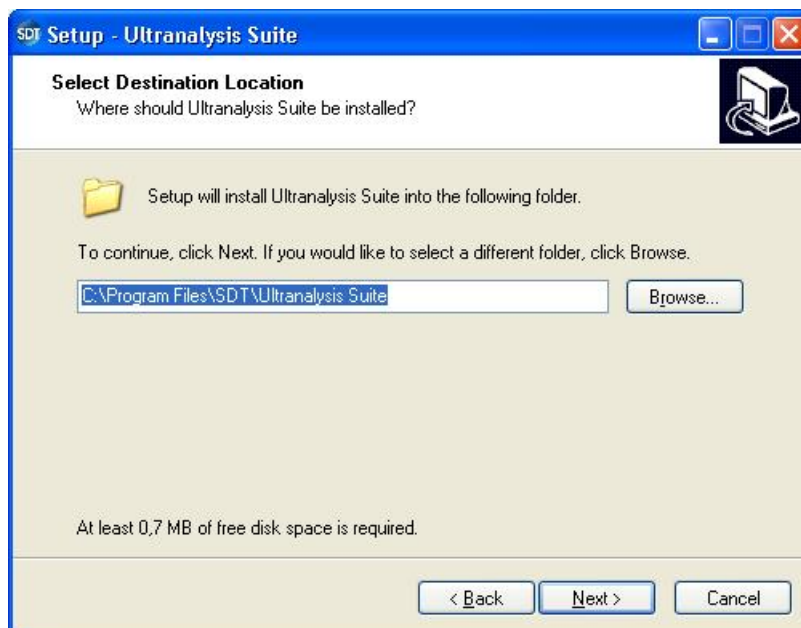 SDT Setup - Ultranalysis Suite
Select Destination Location
Where should Ultranalysis Suite be installed?
Setup will install Ultranalysis Suite into the following folder.
To continue, click Next. If you would like to select a different folder, click Browse.
C:\Program Files\SDT\Ultranalysis Suite
Browse...
At least 0,7 MB of free disk space is required.
< Back
Next >
Cancel